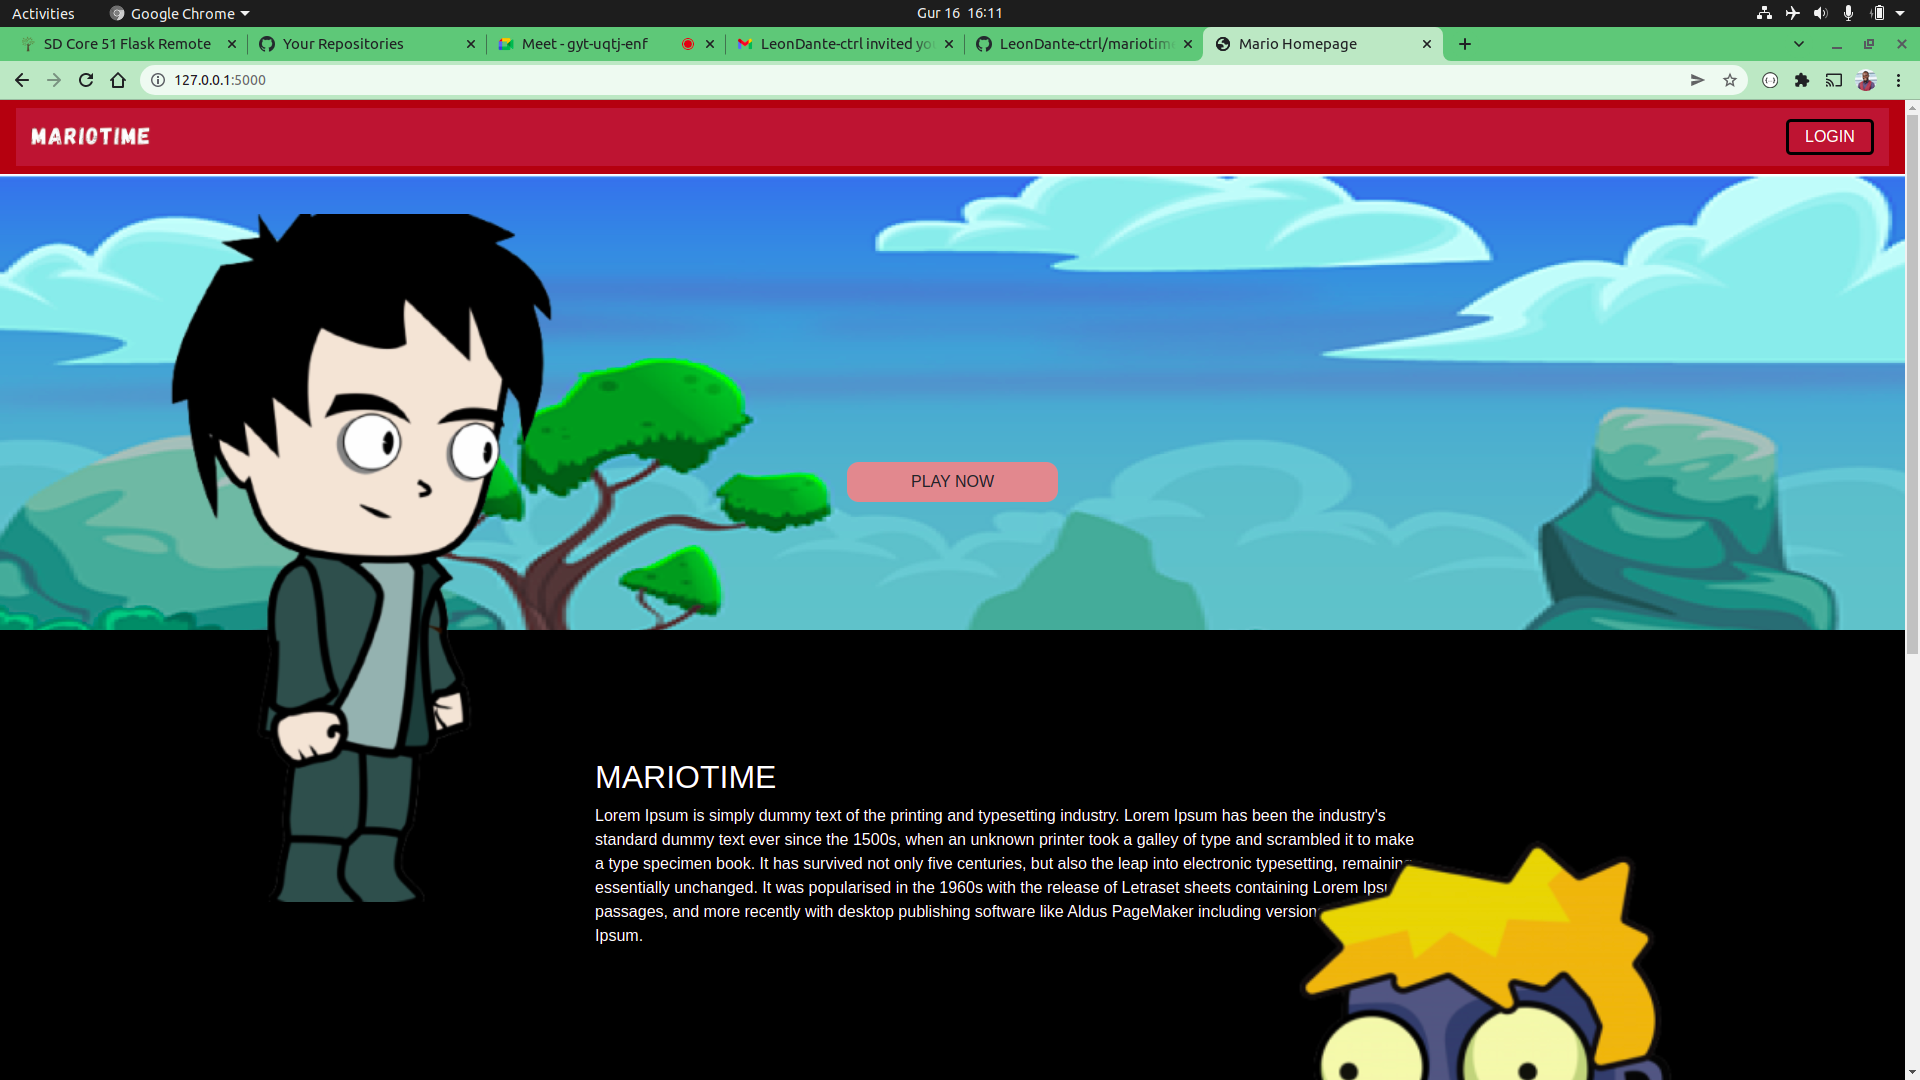 Activities
Google Chrome
Gur 16 16:11
SD Core 51 Flask Remote
Your Repositories
Meet - gyt-uqtj-enf
LeonDante-ctrl invited yo
LeonDante-ctrl/mariotim
Mario Homepage
127.0.0.1:5000
MARIOTIME
LOGIN
PLAY NOW
MARIOTIME
Lorem Ipsum is simply dummy text of the printing and typesetting industry. Lorem Ipsum has been the industry's
standard dummy text ever since the 1500s, when an unknown printer took a galley of type and scrambled it to make
a type specimen book. It has survived not only five centuries, but also the leap into electronic typesetting, remaining
essentially unchanged. It was popularised in the 1960s with the release of Letraset sheets containing Lorem Ipsu
passages, and more recently with desktop publishing software like Aldus PageMaker including version
Ipsum.